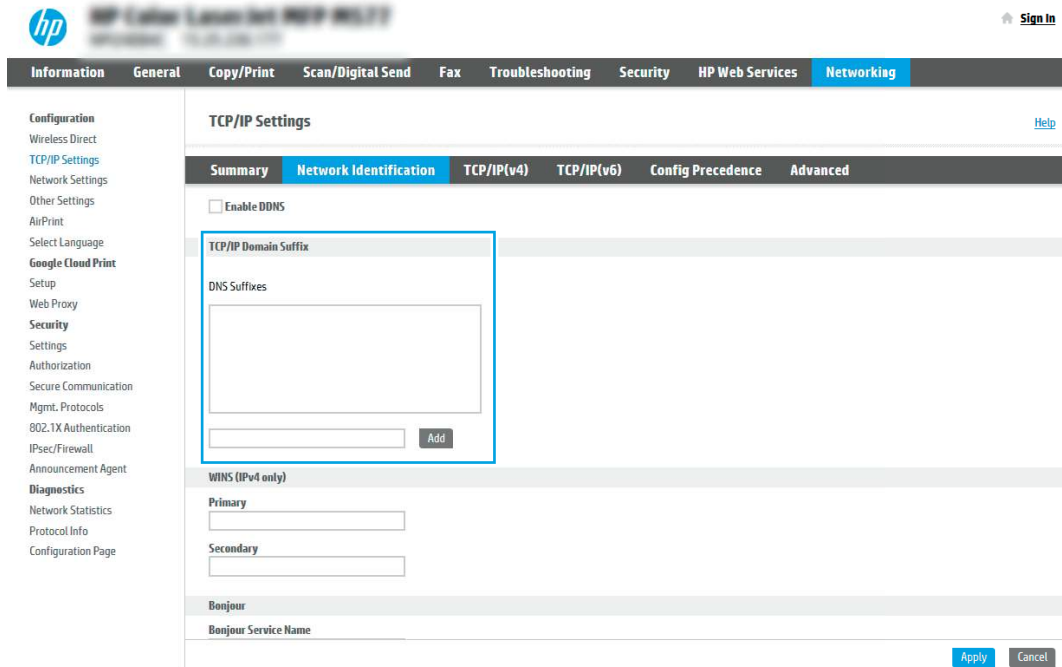 hp
Sign In
Information General Copy/Print Scan/Digital Send Fax Troubleshooting Security HP Web Services Networking
Configuration
Wireless Direct
TCP/IP Settings
Network Settings
Other Settings
AirPrint
Select Language
Google Cloud Print
Setup
Web Proxy
Security
Settings
Authorization
Secure Communication
Mgmt. Protocols
802.1X Authentication
IPsec/Firewall
Announcement Agent
Diagnostics
Network Statistics
Protocol Info
Configuration Page
TCP/IP Settings
Help
Summary Network Identification TCP/IP(v4) TCP/IP(v6) Config Precedence Advanced
Enable DDNS
TCP/IP Domain Suffix
DNS Suffixes
Add
WINS (IPv4 only)
Primary
Secondary
Bonjour
Bonjour Service Name
Apply Cancel